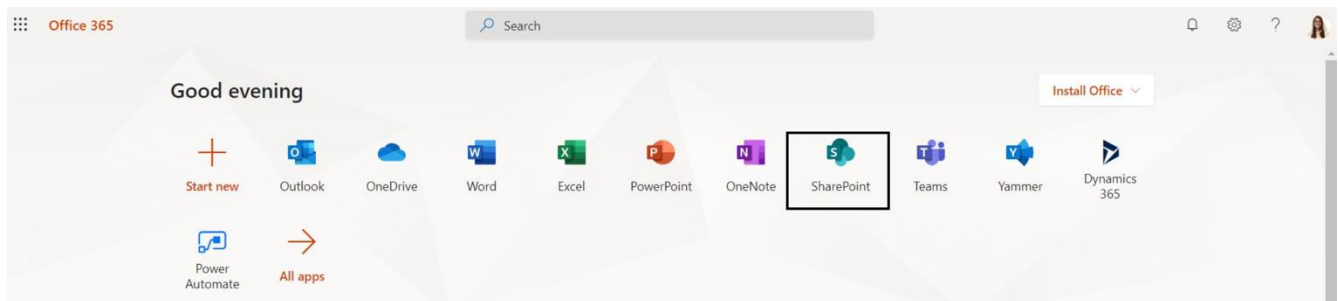 Office 365
Search
?
Good evening
Install Office
Start new
Outlook
OneDrive
Word
Excel
PowerPoint
OneNote
SharePoint
Teams
Yammer
Dynamics
365
Power
Automate
All apps